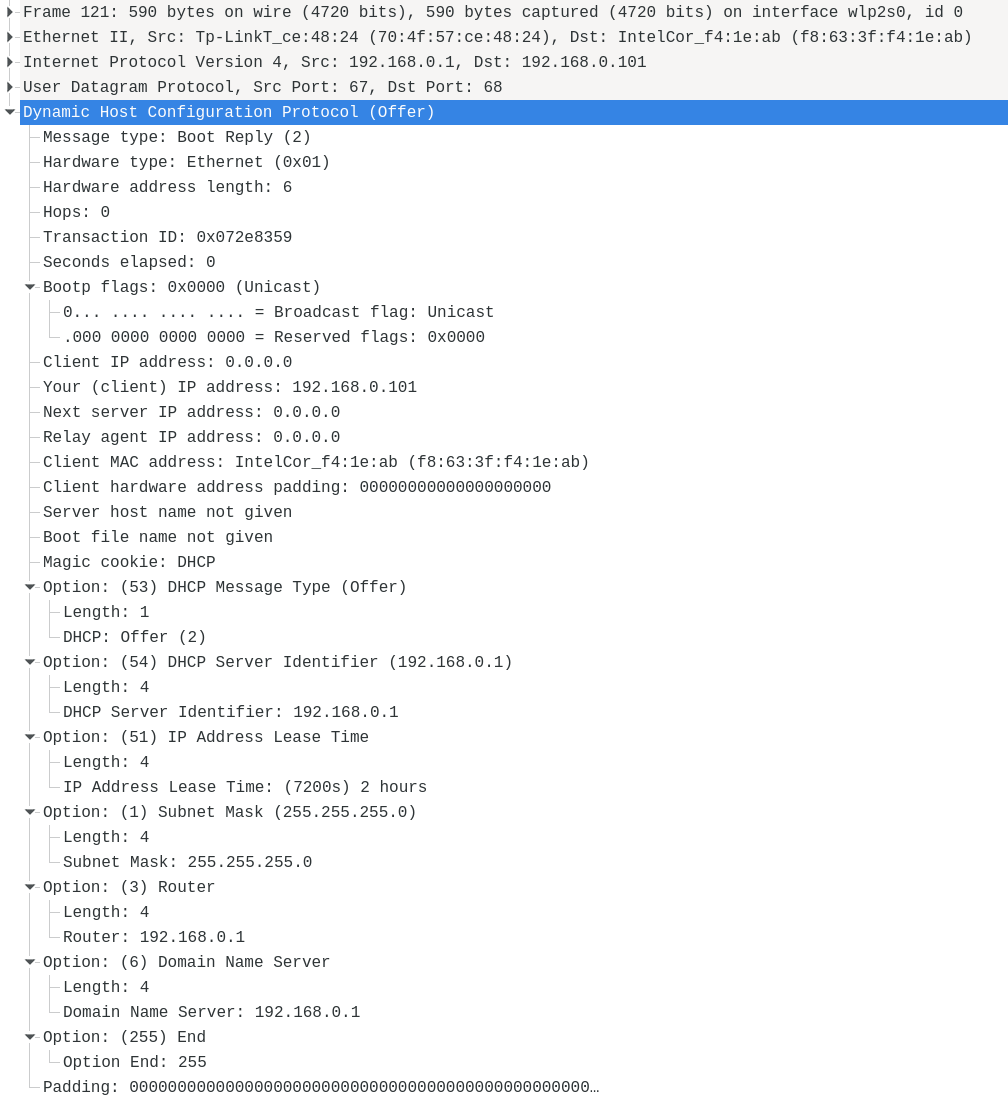 Frame 121: 590 bytes on wire (4720 bits), 590 bytes captured (4720 bits) on interface wlp2s0, id 0
Ethernet II, Src: Tp-LinkT_ce:48:24 (70:4f:57:ce:48:24), Dst: IntelCor_f4:1e:ab (f8:63:3f:f4:1e:ab)
Internet Protocol Version 4, Src: 192.168.0.1, Dst: 192.168.0.101
User Datagram Protocol, Src Port: 67, Dst Port: 68
Dynamic Host Configuration Protocol (Offer)
Message type: Boot Reply (2)
Hardware type: Ethernet (0x01)
Hardware address length: 6
Hops: 0
Transaction ID: 0x072e8359
Seconds elapsed: 0
Bootp flags: 0x0000 (Unicast)
0... .... .... .... = Broadcast flag: Unicast
.000 0000 0000 0000 = Reserved flags: 0x0000
Client IP address: 0.0.0.0
Your (client) IP address: 192.168.0.101
Next server IP address: 0.0.0.0
Relay agent IP address: 0.0.0.0
Client MAC address: IntelCor_f4:1e:ab (f8:63:3f:f4:1e:ab)
Client hardware address padding: 00000000000000000000
Server host name not given
Boot file name not given
Magic cookie: DHCP
Option: (53) DHCP Message Type (Offer)
Length: 1
DHCP: Offer (2)
Option: (54) DHCP Server Identifier (192.168.0.1)
Length: 4
DHCP Server Identifier: 192.168.0.1
Option: (51) IP Address Lease Time
Length: 4
IP Address Lease Time: (7200s) 2 hours
Option: (1) Subnet Mask (255.255.255.0)
Length: 4
Subnet Mask: 255.255.255.0
Option: (3) Router
Length: 4
Router: 192.168.0.1
Option: (6) Domain Name Server
Length: 4
Domain Name Server: 192.168.0.1
Option: (255) End
Option End: 255
Padding: 000000000000000000000000000000000000000000000000…